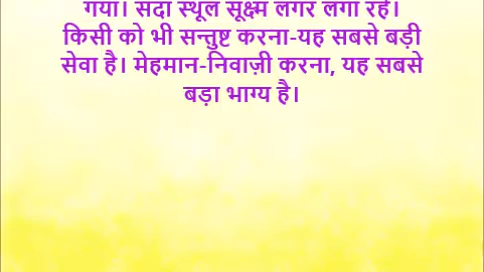 गया। सदा स्थूल सूक्ष्म लंगर लगा रहे।
किसी को भी सन्तुष्ट करना-यह सबसे बड़ी
सेवा है। मेहमान-निवाज़ी करना, यह सबसे
बड़ा भाग्य है।